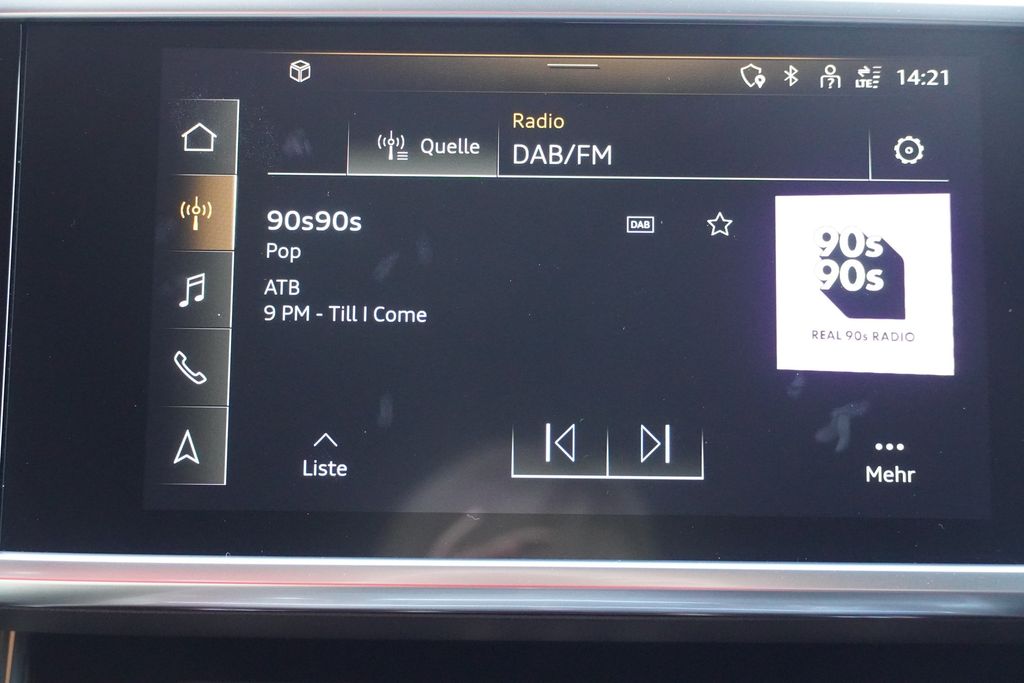 LTE 14:21
Quelle
Radio
DAB/FM
90s90s
DAB
Pop
ATB
9 PM - Till I Come
90s
90s
REAL 90s RADIO
Liste
Mehr